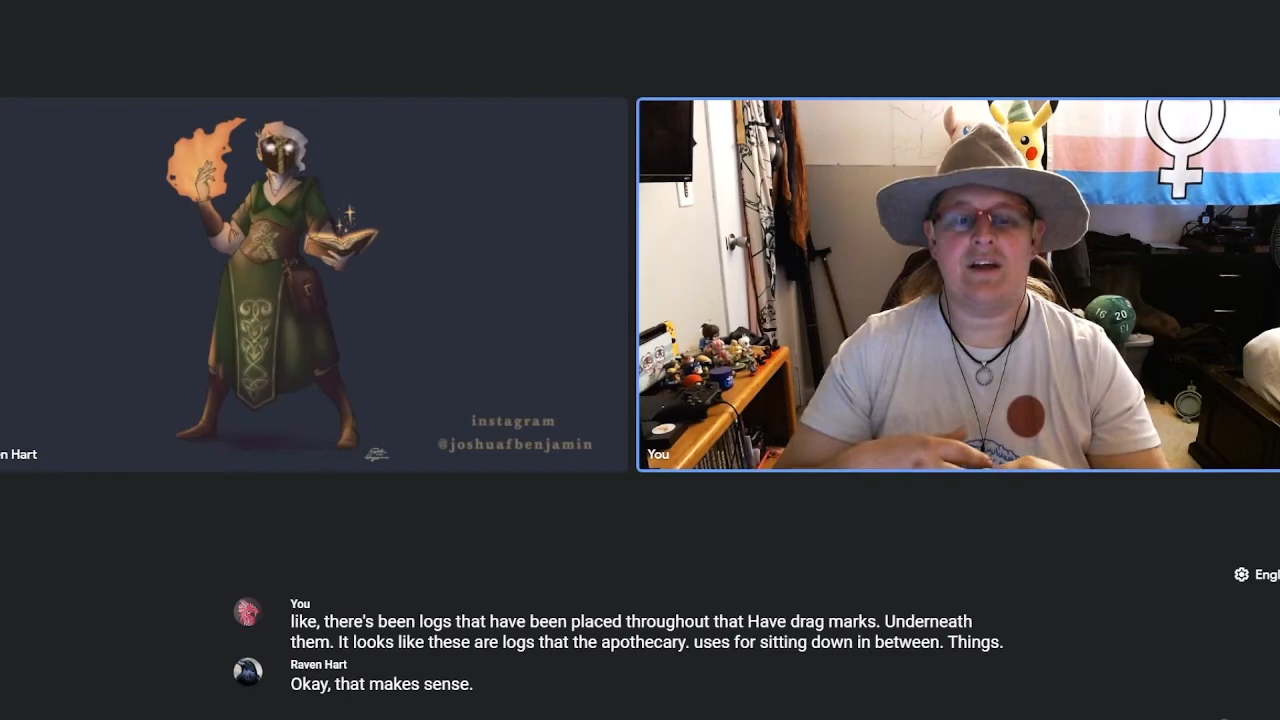 instagram
@joshuafbenjamin
n Hart
You
16 20
Engl
You
like, there's been logs that have been placed throughout that Have drag marks. Underneath
them. It looks like these are logs that the apothecary. uses for sitting down in between. Things.
Raven Hart
Okay, that makes sense.